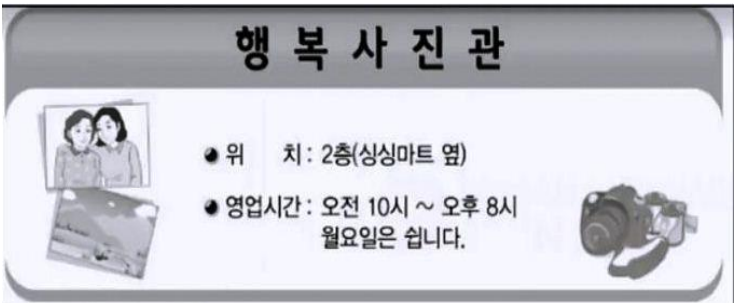 행 복 사 진 관
위 치 : 2층(싱싱마트 옆)
영업시간 : 오전 10시 ~ 오후 8시
월요일은 쉽니다.